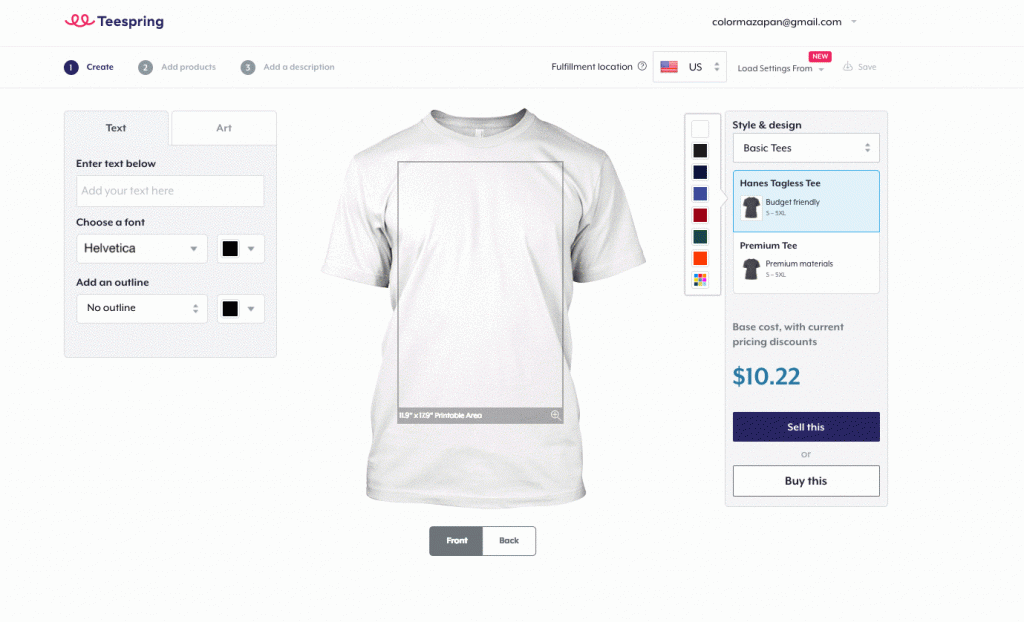 Teespring
colormazapan@gmail.com
1 Create
2 Add products
3 Add a description
Fulfillment location ?
US
NEW
Load Settings From
Save
Text
Art
Enter text below
Add your text here
Choose a font
Helvetica
Add an outline
No outline
11.9" x 17.9" Printable Area
Front
Back
Style & design
Basic Tees
Hanes Tagless Tee
Budget friendly
S – 5XL
Premium Tee
Premium materials
S – 5XL
Base cost, with current
pricing discounts
$10.22
Sell this
or
Buy this